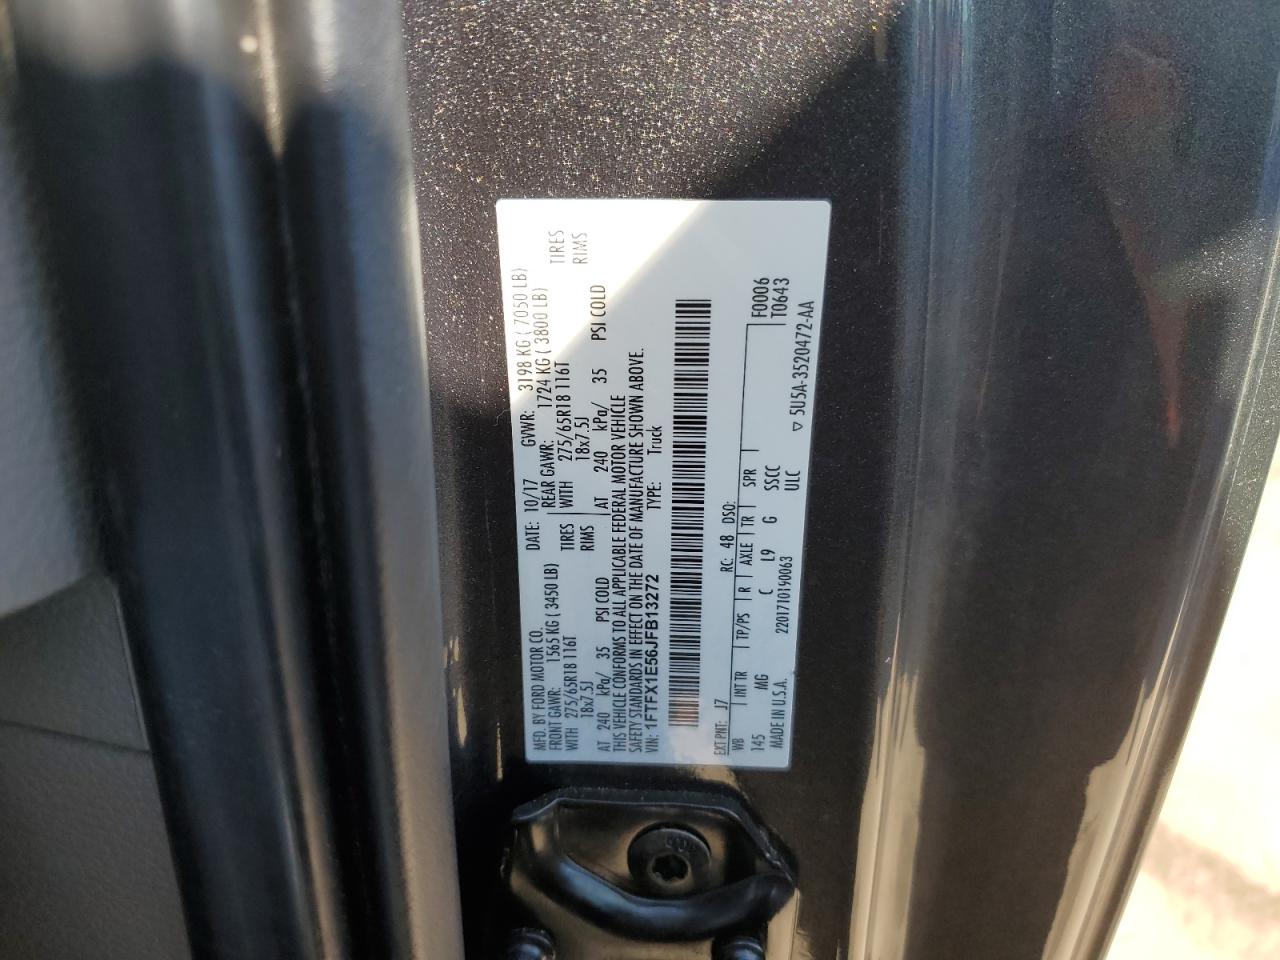 MFD. BY FORD MOTOR CO. DATE: 10/17 GVWR: 3198 KG ( 7050 LB)
FRONT GAWR: 1565 KG ( 3450 LB) REAR GAWR: 1724 KG ( 3800 LB)
WITH 275/65R18 116T TIRES WITH 275/65R18 116T TIRES
18x7.5J RIMS 18x7.5J RIMS
AT 240 kPa/ 35 PSI COLD AT 240 kPa/ 35 PSI COLD
THIS VEHICLE CONFORMS TO ALL APPLICABLE FEDERAL MOTOR VEHICLE
SAFETY STANDARDS IN EFFECT ON THE DATE OF MANUFACTURE SHOWN ABOVE.
VIN: 1FTFX1E56JFB13272 TYPE: Truck
EXT PNT: J7 RC: 48 DSO: F0006
WB INT TR TP/PS R AXLE TR SPR T0643
145 MG C L9 G SSCC
MADE IN U.S.A. 2201710190063 ULC ▽ 5U5A-3520472-AA